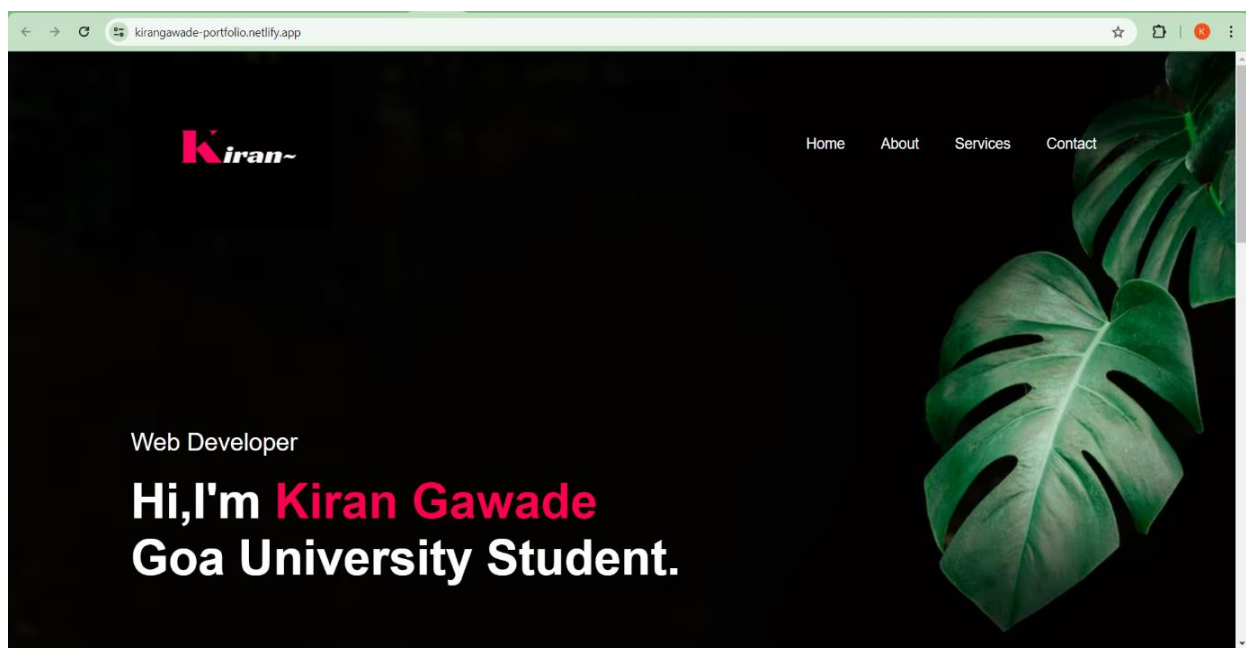 kirangawade-portfolio.netlify.app
K
Kiran~
Home About Services Contact
Web Developer
Hi,I'm Kiran Gawade
Goa University Student.